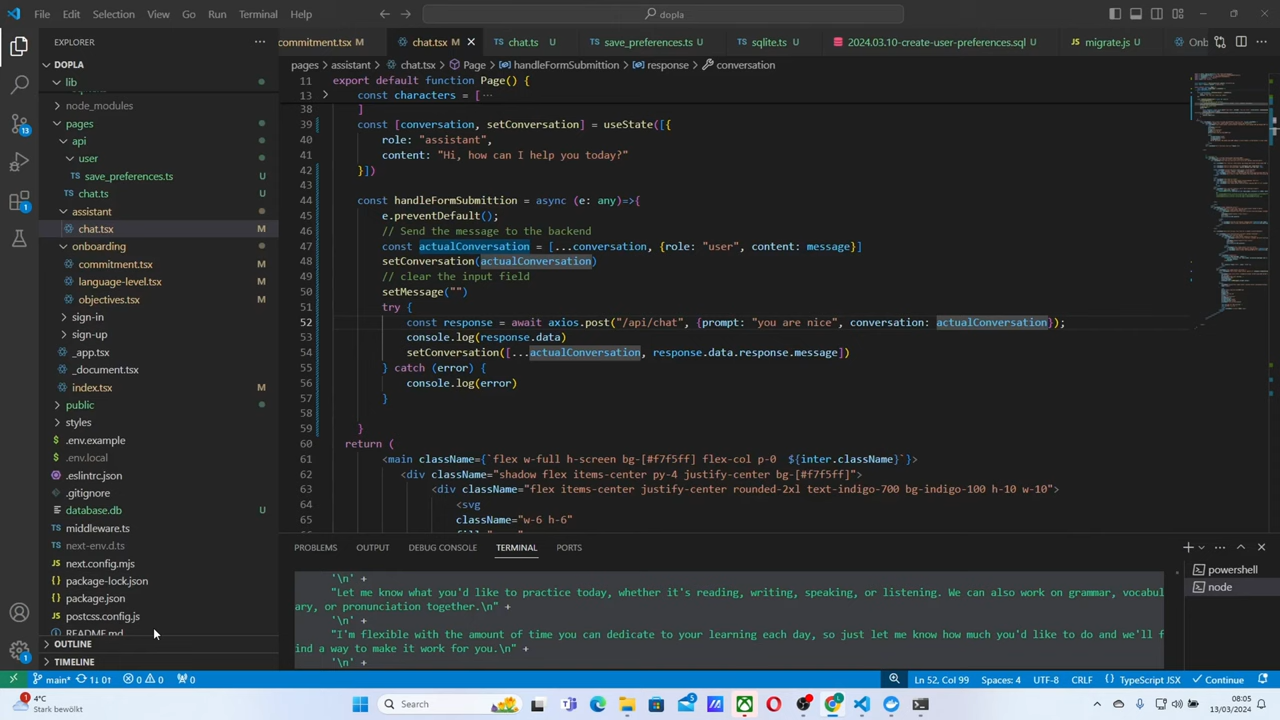 File Edit Selection View Go Run Terminal Help
dopla
EXPLORER
commitment.tsx M
chat.tsx M
chat.ts U
save_preferences.ts U
sqlite.ts U
2024.03.10-create-user-preferences.sql U
migrate.js U
Onb
DOPLA
lib
node_modules
pages
api
user
save_preferences.ts U
chat.ts U
assistant
chat.tsx M
onboarding
commitment.tsx M
language-level.tsx M
objectives.tsx M
sign-in
sign-up
_app.tsx
_document.tsx
index.tsx M
public
styles
.env.example
.env.local
.eslintrc.json
.gitignore
database.db U
middleware.ts
next-env.d.ts
next.config.mjs
package-lock.json
package.json
postcss.config.js
README.md
OUTLINE
TIMELINE
pages > assistant > chat.tsx > Page > handleFormSubmittion > response > conversation
11 export default function Page() {
13 const characters = [...
38 ]
39 const [conversation, setConversation] = useState([{
40 role: "assistant",
41 content: "Hi, how can I help you today?"
42 }])
43
44 const handleFormSubmittion = async (e: any)=>{
45 e.preventDefault();
46 // Send the message to the backend
47 const actualConversation = [...conversation, {role: "user", content: message}]
48 setConversation(actualConversation)
49 // clear the input field
50 setMessage("")
51 try {
52 const response = await axios.post("/api/chat", {prompt: "you are nice", conversation: actualConversation});
53 console.log(response.data)
54 setConversation([...actualConversation, response.data.response.message])
55 } catch (error) {
56 console.log(error)
57 }
58
59 }
60 return (
61 <main className={`flex w-full h-screen bg-[#f7f5ff] flex-col p-0 ${inter.className}`}>
62 <div className="shadow flex items-center py-4 justify-center bg-[#f7f5ff]">
63 <div className="flex items-center justify-center rounded-2xl text-indigo-700 bg-indigo-100 h-10 w-10">
64 <svg
65 className="w-6 h-6"
PROBLEMS OUTPUT DEBUG CONSOLE TERMINAL PORTS
powershell
node
'\n' +
"Let me know what you'd like to practice today, whether it's reading, writing, speaking, or listening. We can also work on grammar, vocabul
ary, or pronunciation together.\n" +
'\n' +
"I'm flexible with the amount of time you can dedicate to your learning each day, so just let me know how much you'd like to do and we'll f
ind a way to make it work for you.\n" +
'\n' +
13
1
1
main* 1↓ 0↑ 0 0 0 Ln 52, Col 99 Spaces: 4 UTF-8 CRLF {} TypeScript JSX Continue
4°C
Stark bewölkt
Search
08:05
13/03/2024